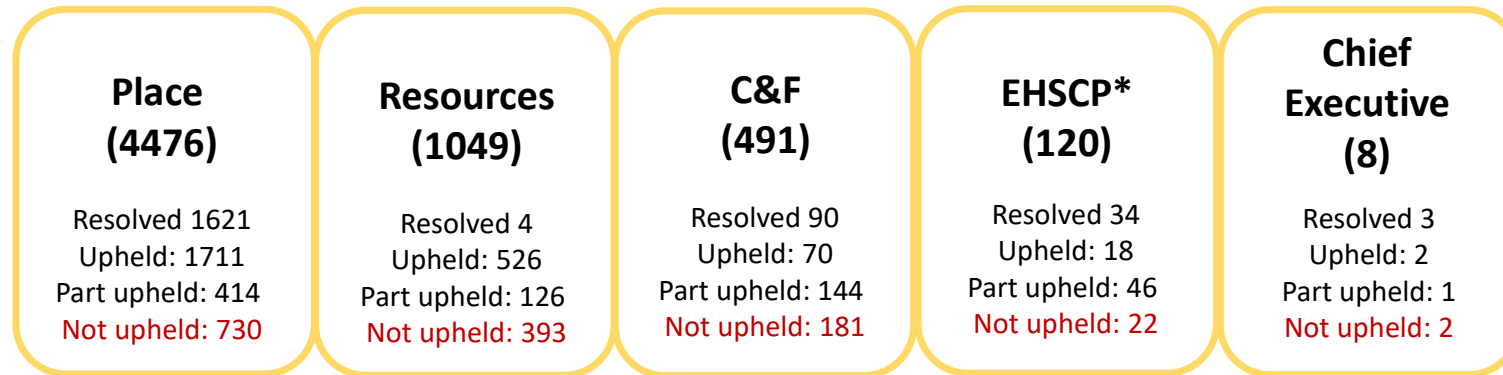 Place
(4476)
Resolved 1621
Upheld: 1711
Part upheld: 414
Not upheld: 730
Resources
(1049)
Resolved 4
Upheld: 526
Part upheld: 126
Not upheld: 393
C&F
(491)
Resolved 90
Upheld: 70
Part upheld: 144
Not upheld: 181
EHSCP*
(120)
Resolved 34
Upheld: 18
Part upheld: 46
Not upheld: 22
Chief
Executive
(8)
Resolved 3
Upheld: 2
Part upheld: 1
Not upheld: 2